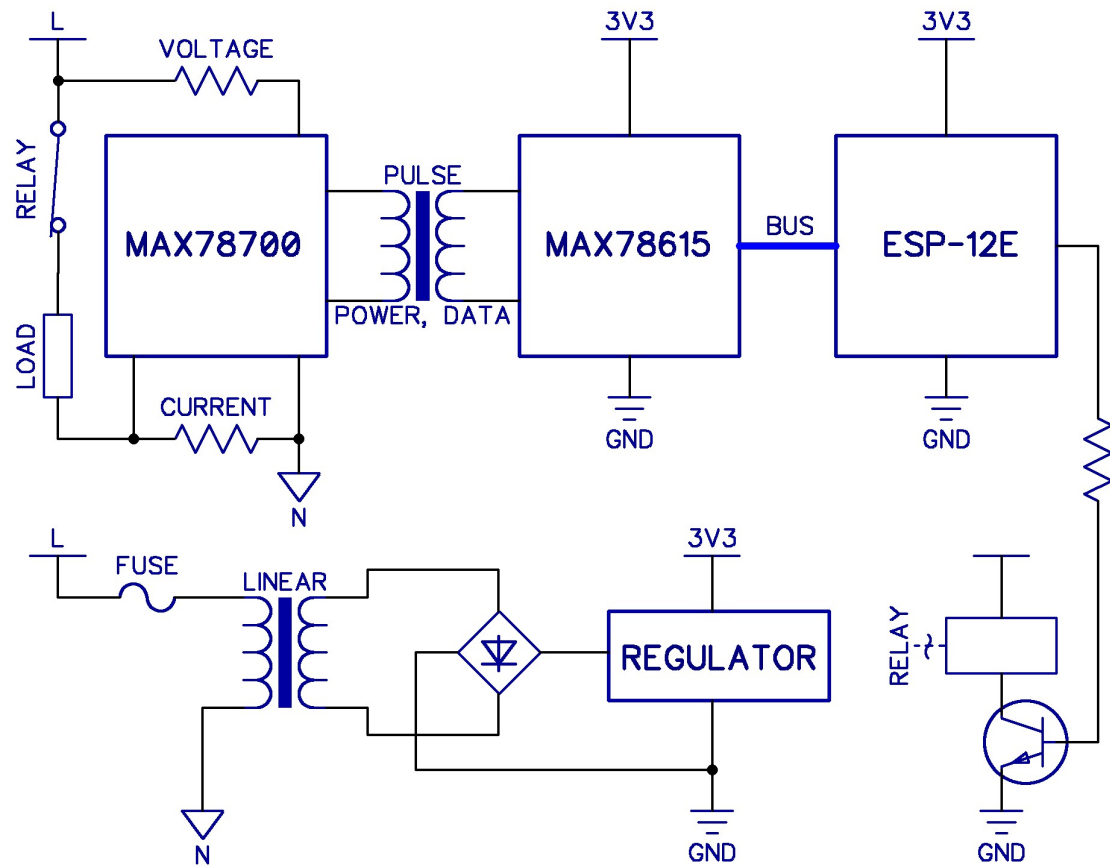 L
3V3
3V3
VOLTAGE
RELAY
PULSE
MAX78700
MAX78615
BUS
ESP-12E
POWER, DATA
LOAD
CURRENT
GND
GND
N
L
FUSE
LINEAR
3V3
REGULATOR
RELAY
N
GND
GND